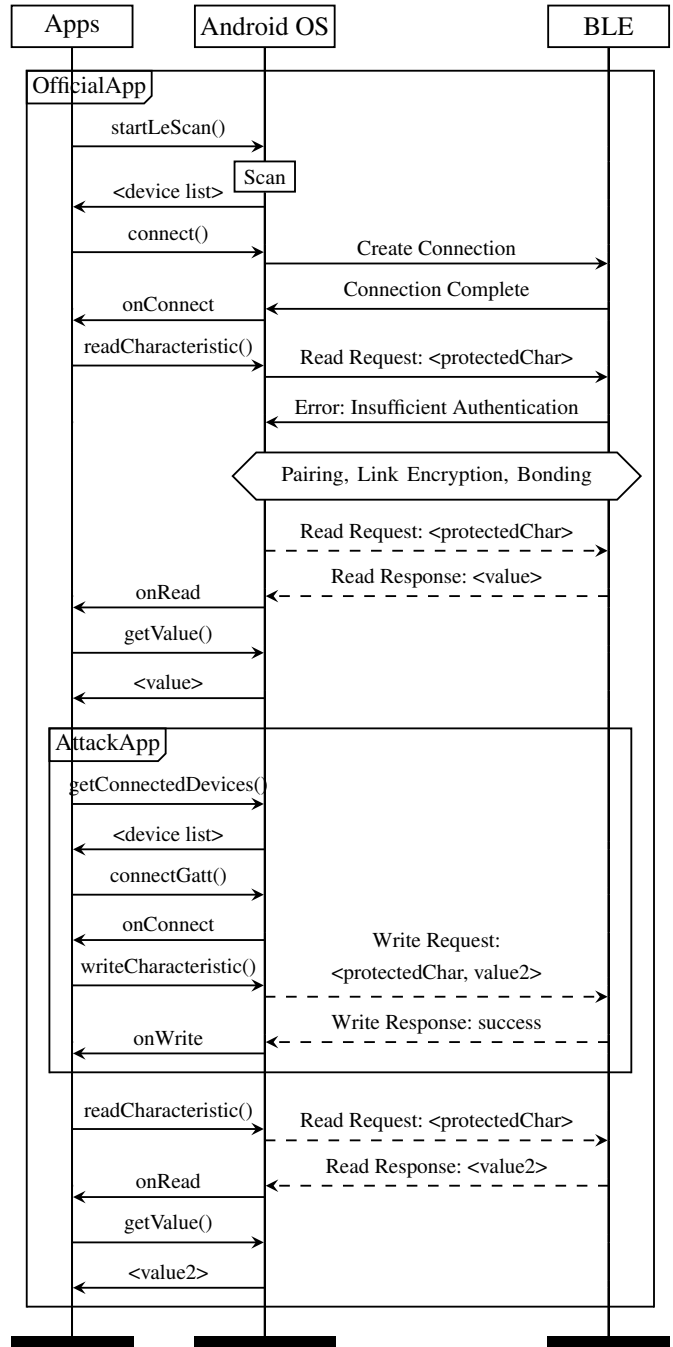 Apps
Android OS
BLE
OfficialApp
startLeScan()
Scan
<device list>
connect()
Create Connection
Connection Complete
onConnect
readCharacteristic()
Read Request: <protectedChar>
Error: Insufficient Authentication
Pairing, Link Encryption, Bonding
Read Request: <protectedChar>
Read Response: <value>
onRead
getValue()
<value>
AttackApp
getConnectedDevices()
<device list>
connectGatt()
onConnect
Write Request:
<protectedChar, value2>
writeCharacteristic()
Write Response: success
onWrite
readCharacteristic()
Read Request: <protectedChar>
Read Response: <value2>
onRead
getValue()
<value2>